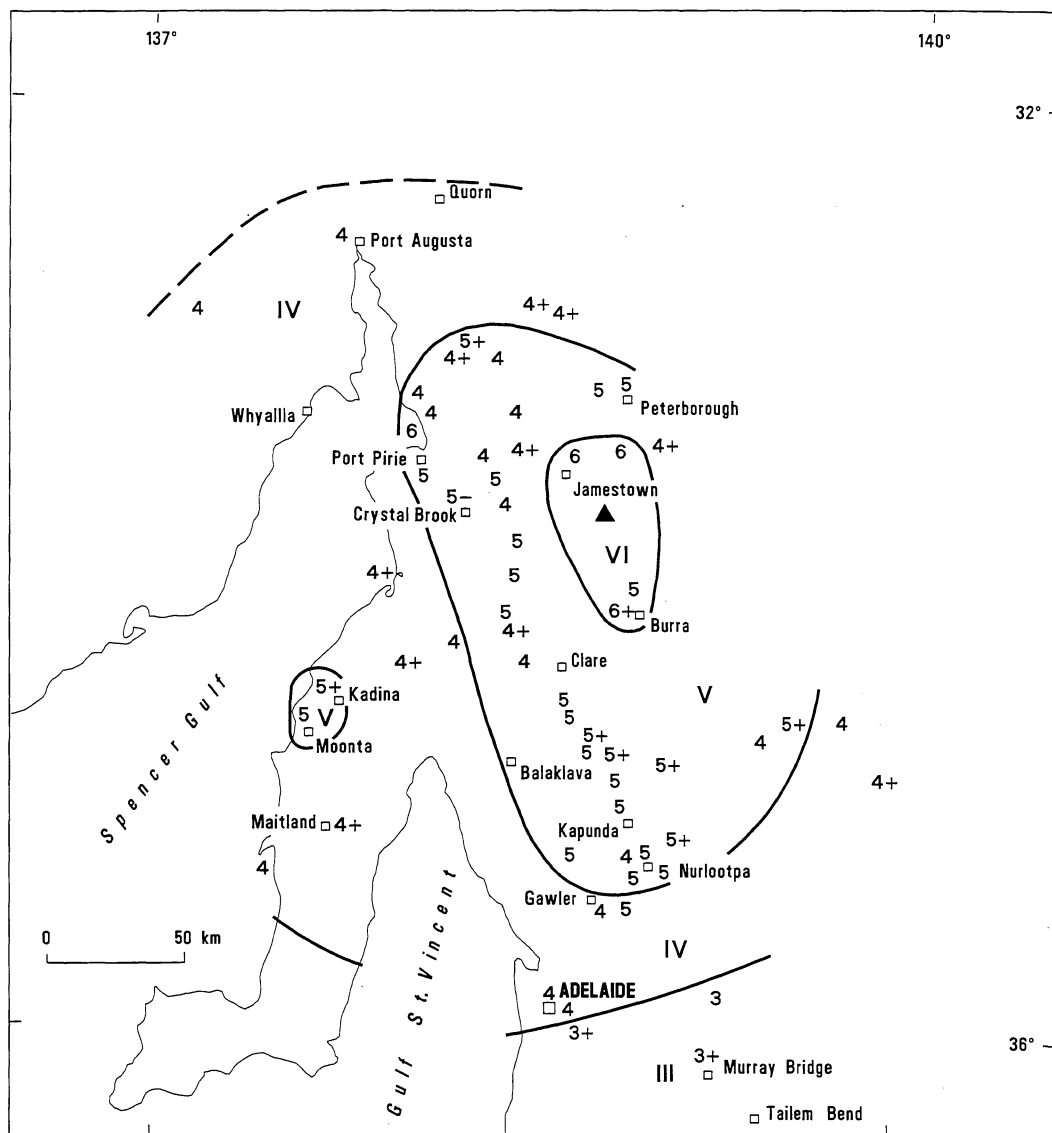 137° 140°
32°
Quorn
4 Port Augusta
4 IV
4+ 4+
5+
4+ 4
5 5
4
Whyallla 4 4 Peterborough
6
4+ 6 6 4+
Port Pirie 4
5 5 Jamestown
5–
Crystal Brook 4
5 VI
4+ 5
5
5 6+ Burra
4+
4
4+ 4 Clare
5+ Kadina
5 V
Moonta
5 V
5
5+ 5+ 4
5 5+ 4
Balaklava 5+
5 4+
5
Maitland 4+ Kapunda
5+
5 4 5
4 5 5 Nurlootpa
Gawler
4 5
0 50 km
IV
4 ADELAIDE 3
4
3+
3+
III Murray Bridge
Tailem Bend
36°
Spencer Gulf
Gulf St. Vincent